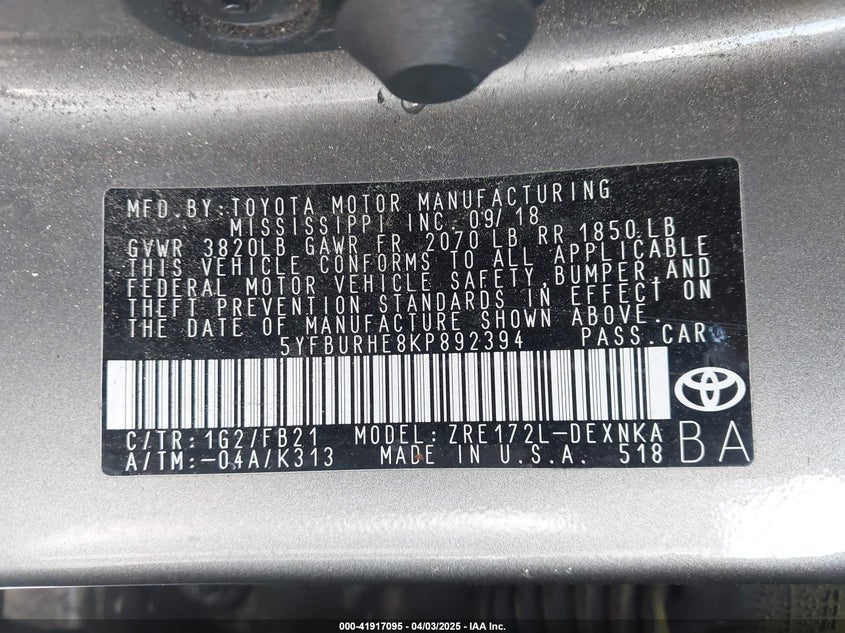 MFD.BY:TOYOTA MOTOR MANUFACTURING
MISSISSIPPI INC.09/18
GVWR 3820LB GAWR FR 2070 LB RR 1850 LB
THIS VEHICLE CONFORMS TO ALL APPLICABLE
FEDERAL MOTOR VEHICLE SAFETY,BUMPER,AND
THEFT PREVENTION STANDARDS IN EFFECT ON
THE DATE OF MANUFACTURE SHOWN ABOVE.
5YFBURHE8KP892394 PASS.CAR
C/TR:1G2/FB21 MODEL:ZRE172L-DEXNKA
A/TM:-04A/K313 MADE IN U.S.A. 518
BA
000-41917095 - 04/03/2025 - IAA Inc.